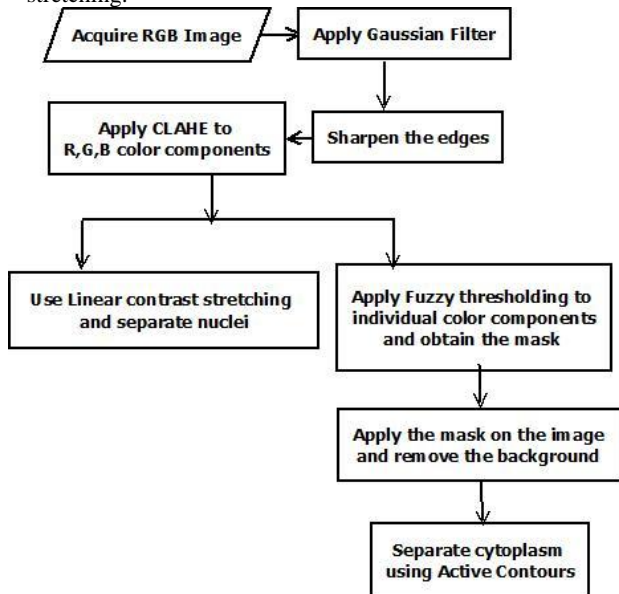 stretching.
Acquire RGB Image
Apply Gaussian Filter
Apply CLAHE to
R,G,B color components
Sharpen the edges
Use Linear contrast stretching
and separate nuclei
Apply Fuzzy thresholding to
individual color components
and obtain the mask
Apply the mask on the image
and remove the background
Separate cytoplasm
using Active Contours